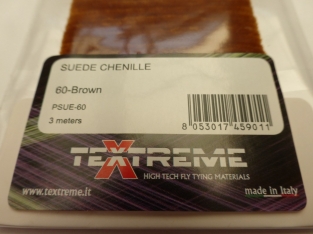 SUEDE CHENILLE
60-Brown
PSUE-60
3 meters
8 053017 459011
TEXTREME
HIGH TECH FLY TYING MATERIALS
www.textreme.it
made in Italy